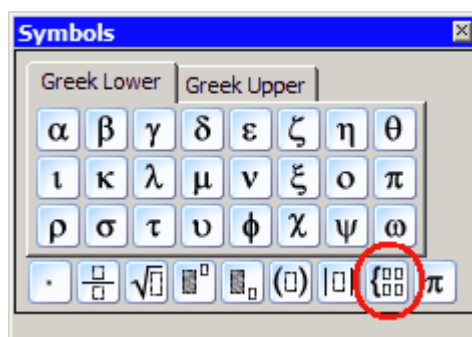 Symbols
Greek Lower Greek Upper
α β γ δ ε ζ η θ
ι κ λ μ ν ξ ο π
ρ σ τ υ φ χ ψ ω
· √ (▯) |▯| { π